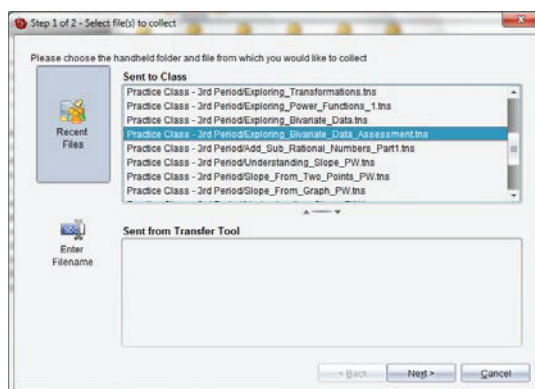 Step 1 of 2 - Select file(s) to collect
Please choose the handheld folder and file from which you would like to collect
Recent
Files
Enter
Filename
Sent to Class
Practice Class - 3rd Period/Exploring_Transformations.tns
Practice Class - 3rd Period/Exploring_Power_Functions_1.tns
Practice Class - 3rd Period/Exploring_Bivariate_Data.tns
Practice Class - 3rd Period/Exploring_Bivariate_Data_Assessment.tns
Practice Class - 3rd Period/Add_Sub_Rational_Numbers_Part1.tns
Practice Class - 3rd Period/Understanding_Slope_PW.tns
Practice Class - 3rd Period/Slope_From_Two_Points_PW.tns
Practice Class - 3rd Period/Slope_From_Graph_PW.tns
Sent from Transfer Tool
< Back
Next >
Cancel